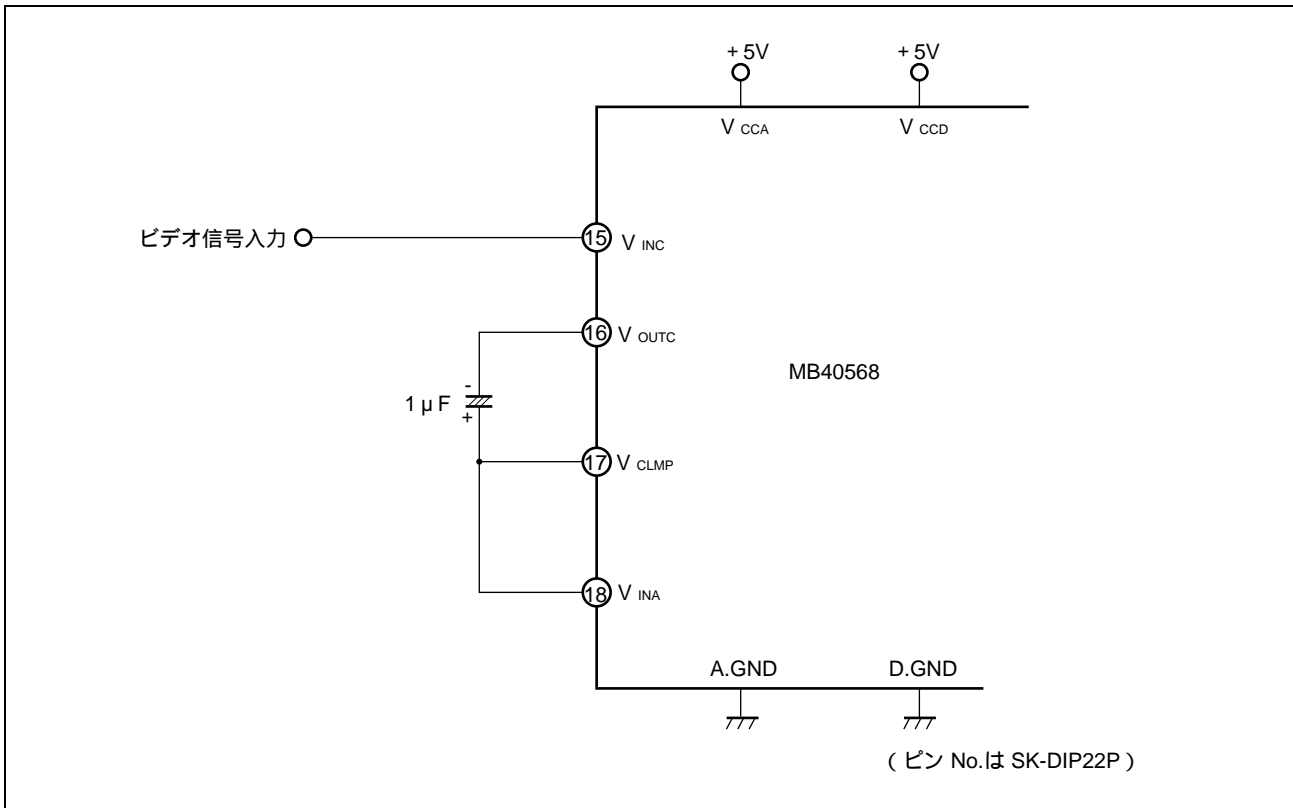 + 5V + 5V
V CCA V CCD
ビデオ信号入力 15 V INC
16 V OUTC
MB40568
-
1 μ F
+
17 V CLMP
18 V INA
A.GND D.GND
( ピン No.は SK-DIP22P )